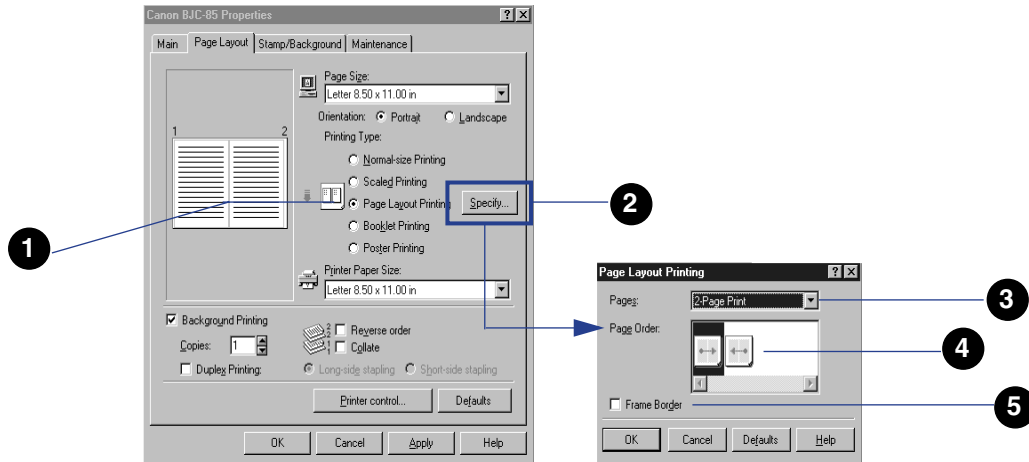 Canon BJC-85 Properties
Main Page Layout Stamp/Background Maintenance
Page Size:
Letter 8.50 x 11.00 in
Orientation: Portrait Landscape
1 2
Printing Type:
Normal-size Printing
Scaled Printing
Page Layout Printing Specify...
Booklet Printing
Poster Printing
Printer Paper Size:
Letter 8.50 x 11.00 in
Background Printing
Copies: 1
Duplex Printing:
2
1
Reverse order
Collate
Long-side stapling Short-side stapling
Printer control... Defaults
OK Cancel Apply Help
1
2
Page Layout Printing
Pages: 2-Page Print
Page Order:
Frame Border
OK Cancel Defaults Help
3
4
5